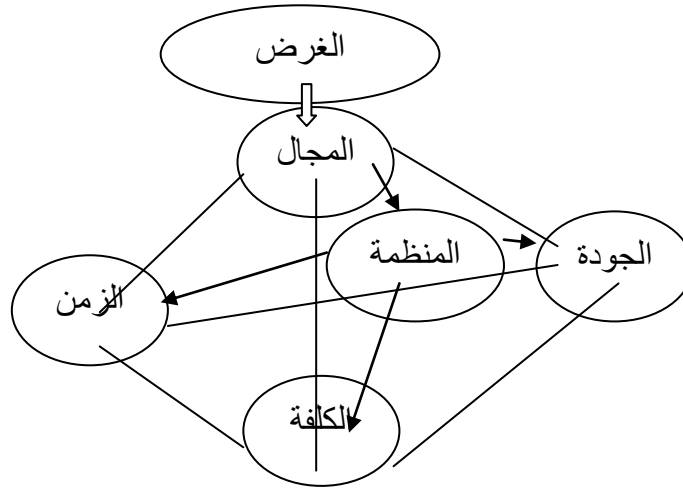 الغرض
المجال
المنظمة
الجودة
الزمن
الكلفة